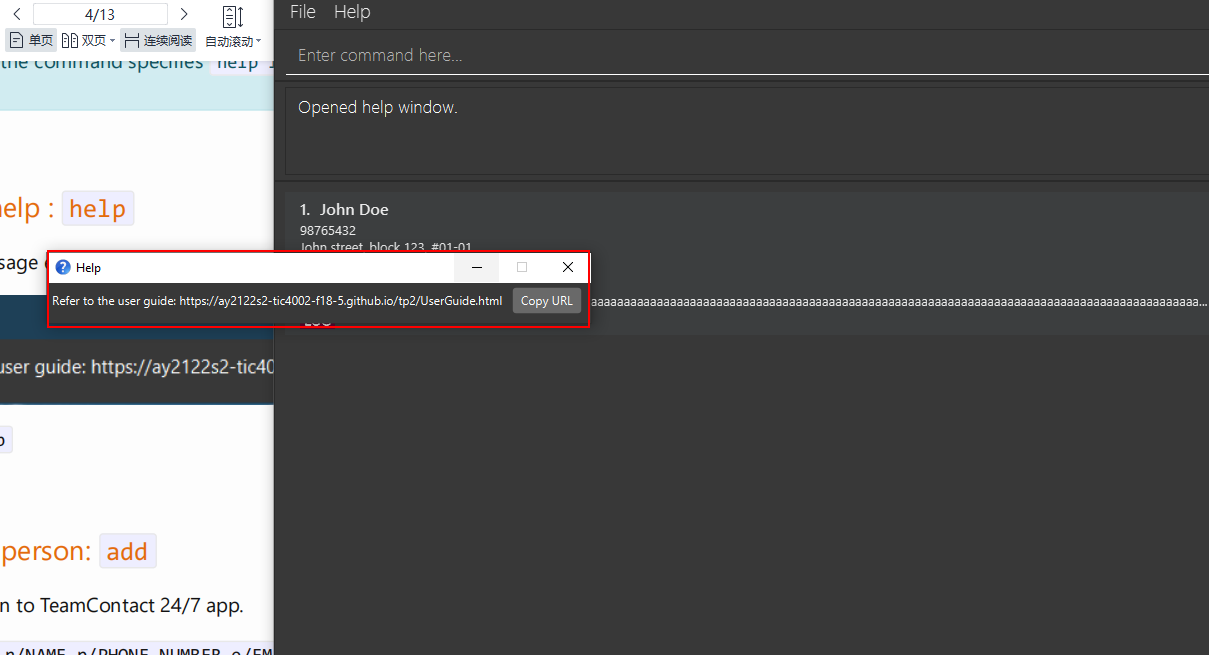 4/13
单页 双页 连续阅读 自动滚动
the command specifies help
help : help
Help
Refer to the user guide: https://ay2122s2-tic4002-f18-5.github.io/tp2/UserGuide.html Copy URL
user guide: https://ay2122s2-tic40
person: add
n to TeamContact 24/7 app.
n/NAME p/PHONE_NUMBER e/EM
File Help
Enter command here...
Opened help window.
1. John Doe
98765432
John street, block 123, #01-01